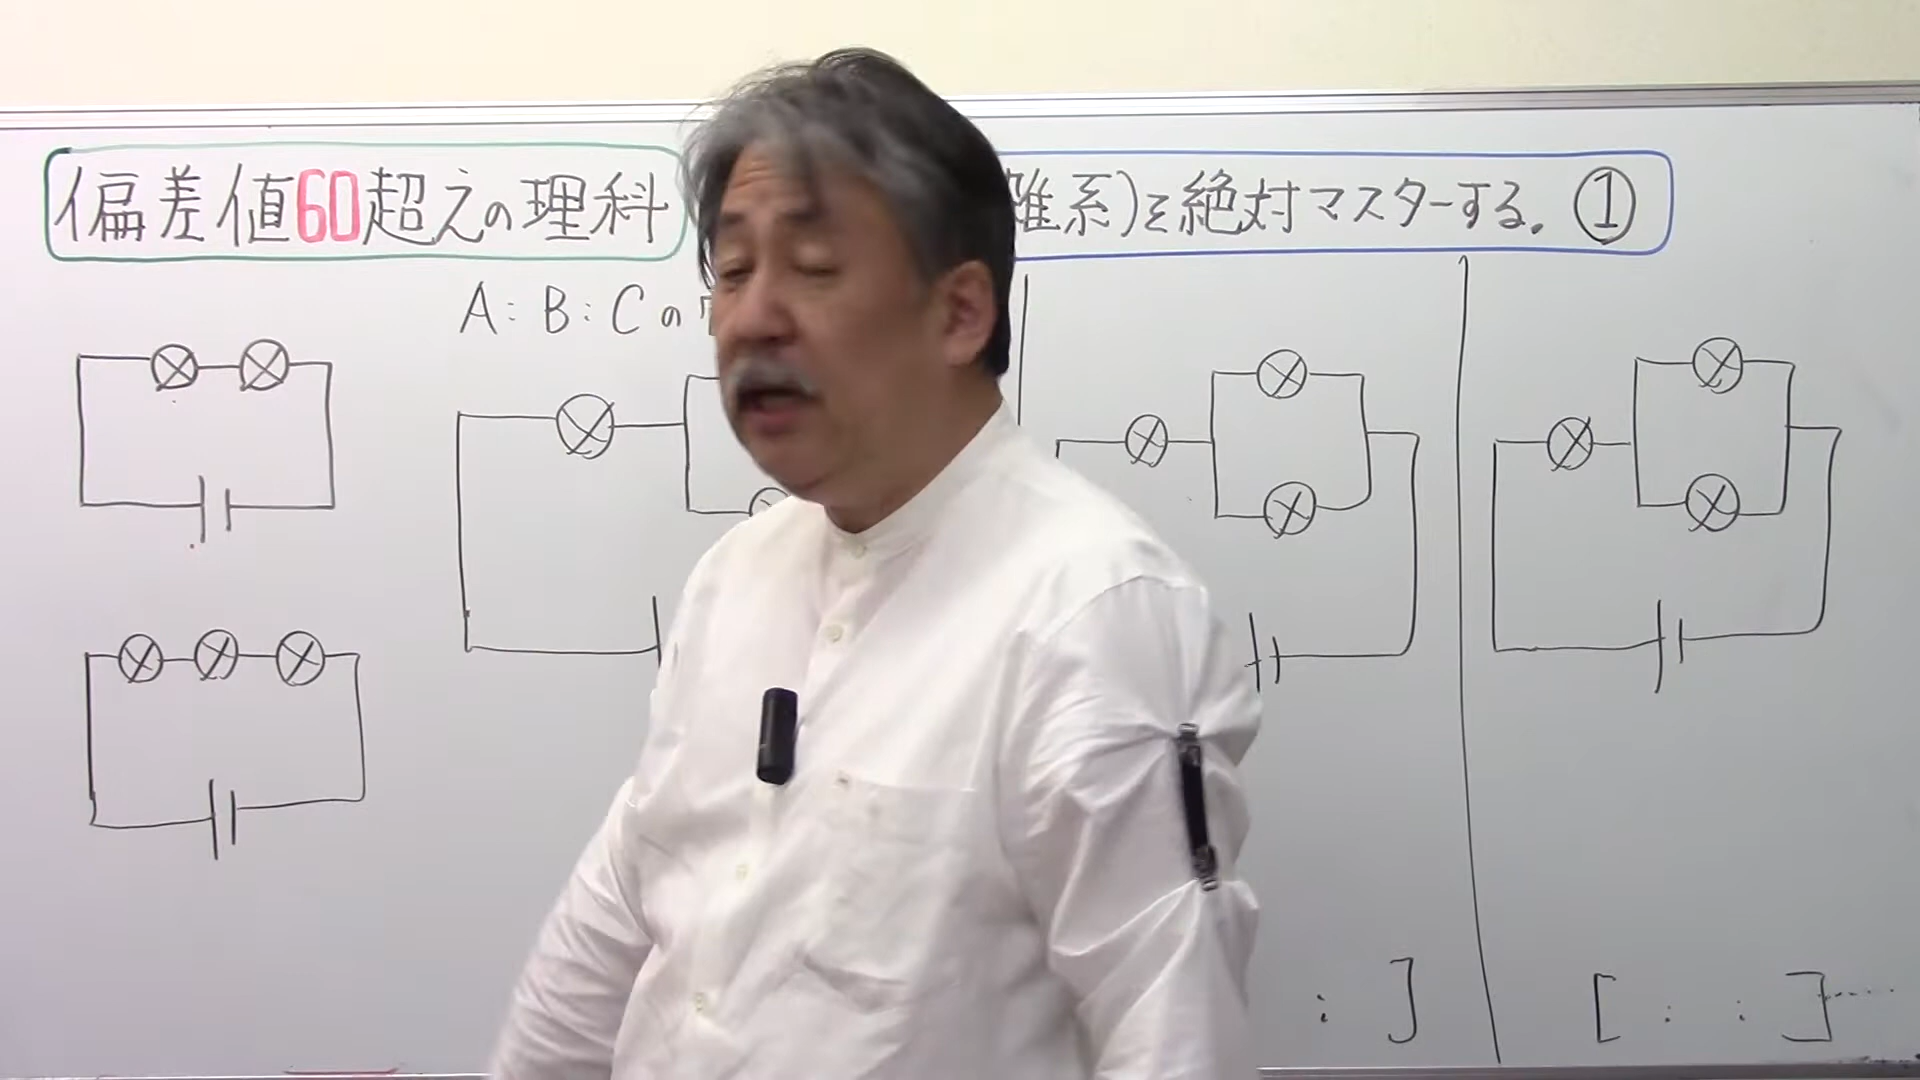 偏差値60超えの理科
雑系)を絶対マスターする。①
A:B:Cの
: ]
[ : : ]